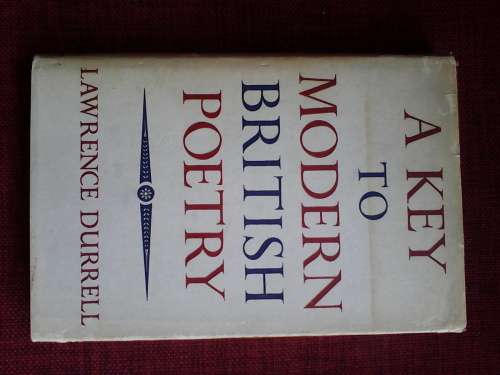 A KEY
TO
MODERN
BRITISH
POETRY
LAWRENCE DURRELL